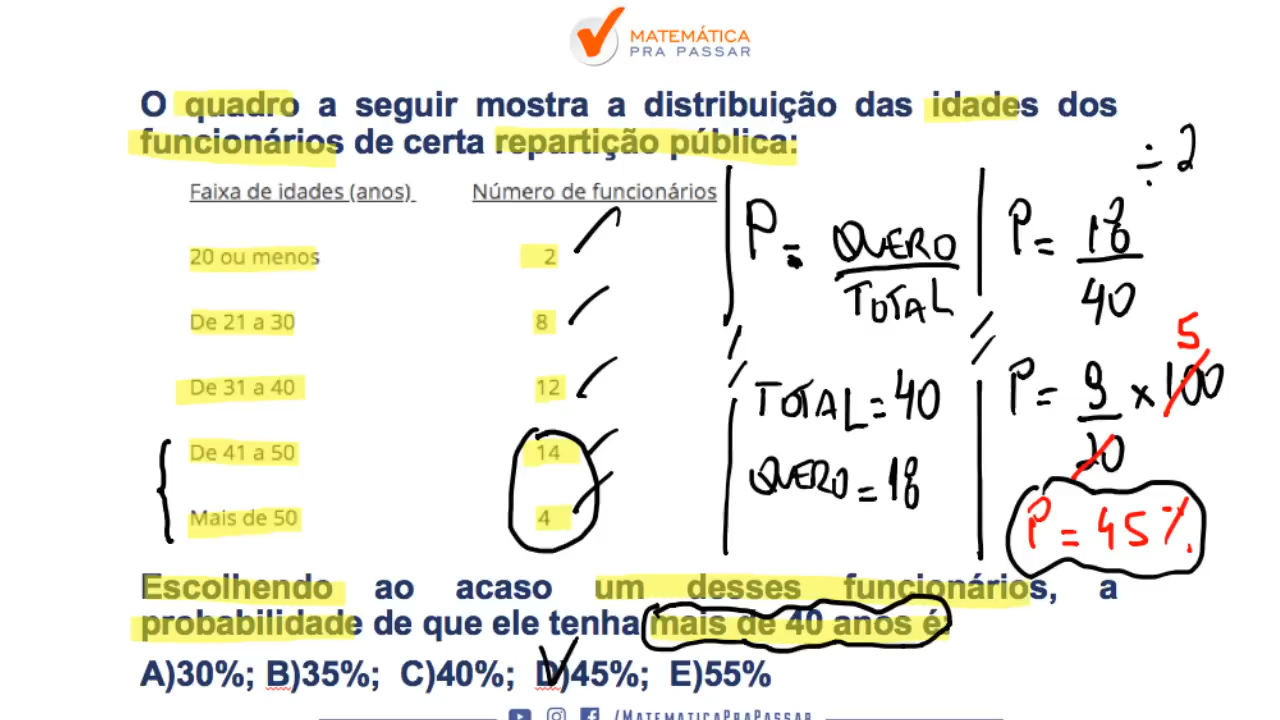 MATEMÁTICA
PRA PASSAR
O quadro a seguir mostra a distribuição das idades dos
funcionários de certa repartição pública:
Faixa de idades (anos) Número de funcionários
20 ou menos 2
De 21 a 30 8
De 31 a 40 12
De 41 a 50 14
Mais de 50 4
P = QUERO
TOTAL
TOTAL = 40
QUERO = 18
÷ 2
P = 18
40
5
P = 9 × 100
20
P = 45%
Escolhendo ao acaso um desses funcionários, a
probabilidade de que ele tenha mais de 40 anos é:
A)30%; B)35%; C)40%; D)45%; E)55%
/MATEMATICAPRAPASSAR